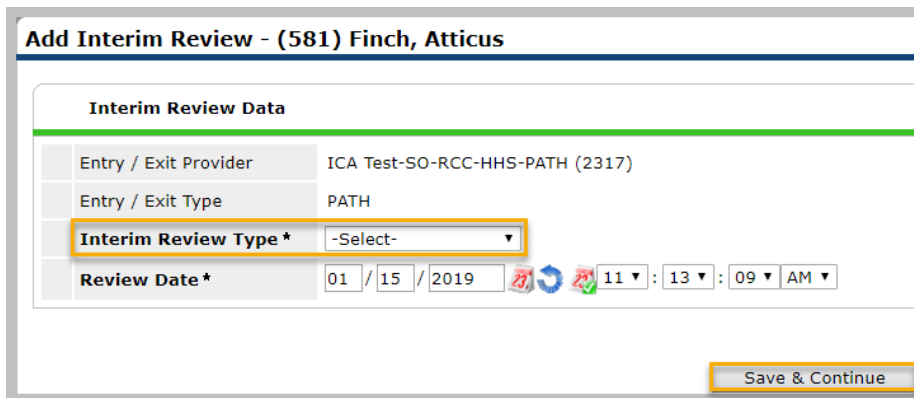 Add Interim Review - (581) Finch, Atticus
Interim Review Data
Entry / Exit Provider ICA Test-SO-RCC-HHS-PATH (2317)
Entry / Exit Type PATH
Interim Review Type * -Select-
Review Date * 01 / 15 / 2019 11 : 13 : 09 AM
Save & Continue